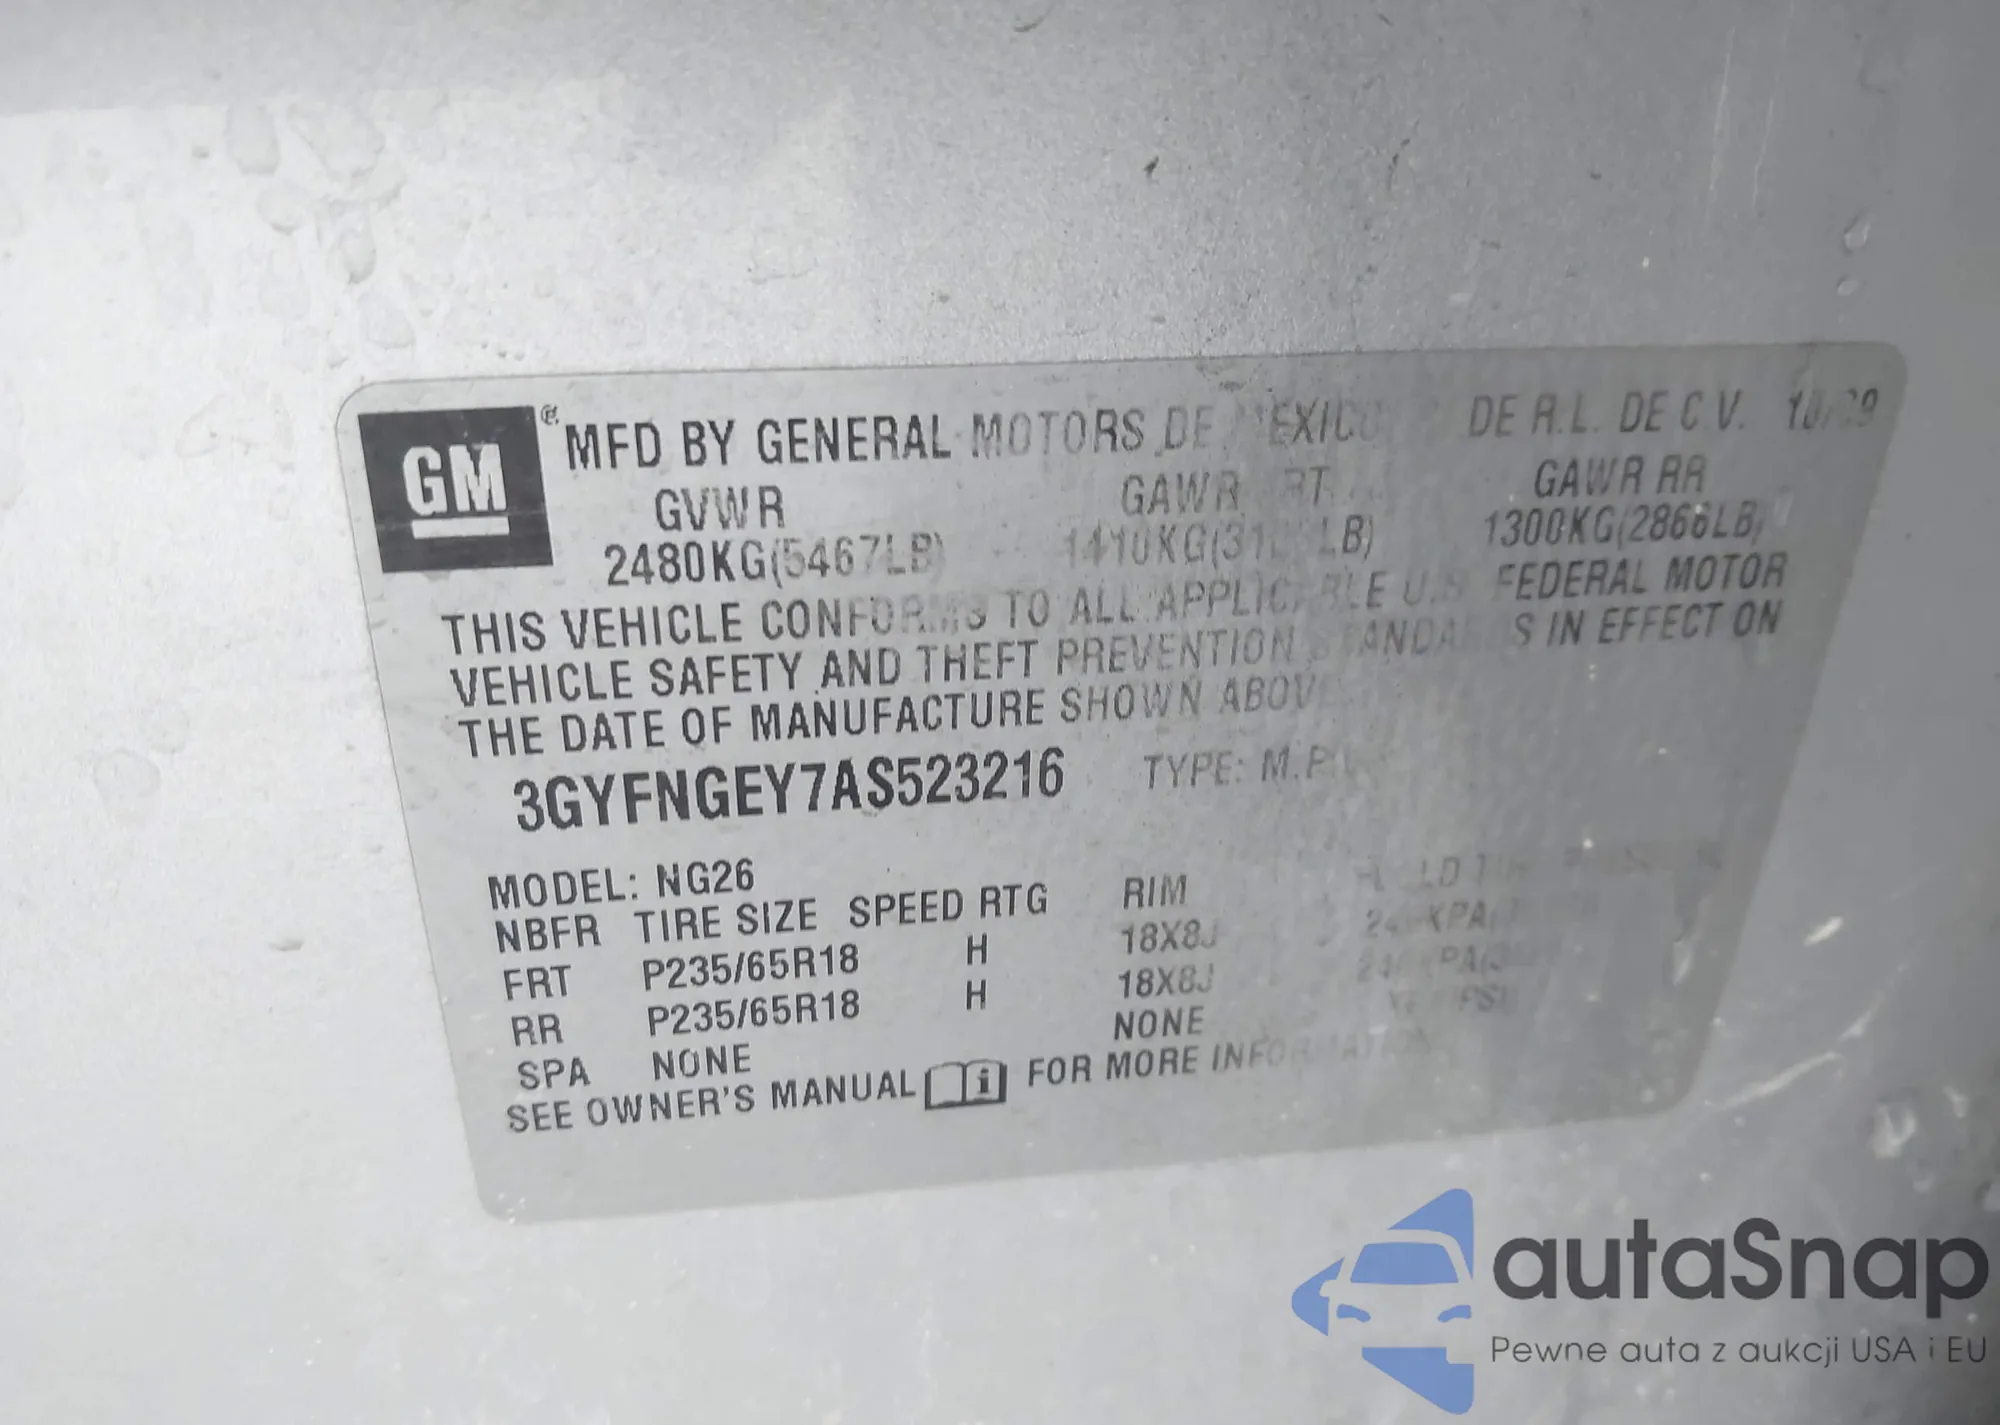 GM ® MFD BY GENERAL MOTORS DE DE R.L. DE C.V.
GVWR GAWR GAWR RR
2480KG(5467LB) 1300KG(2866LB)
THIS VEHICLE CONFORMS TO ALL APPLICABLE U.S. FEDERAL MOTOR
VEHICLE SAFETY AND THEFT PREVENTION STANDARDS IN EFFECT ON
THE DATE OF MANUFACTURE SHOWN ABOVE
3GYFNGEY7AS523216 TYPE:
MODEL: NG26
NBFR TIRE SIZE SPEED RTG RIM
FRT P235/65R18 H 18X8J
RR P235/65R18 H 18X8J
SPA NONE NONE
SEE OWNER'S MANUAL FOR MORE INFORMATION
autaSnap
Pewne auta z aukcji USA i EU